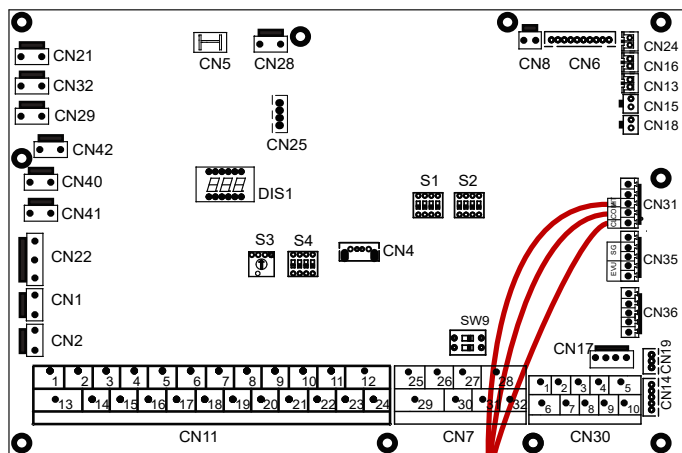 CN21
CN32
CN29
CN42
CN40
CN41
CN22
CN1
CN2
CN5
CN28
CN25
DIS1
S1
S2
S3
S4
CN4
CN8
CN6
CN24
CN16
CN13
CN15
CN18
CN31
SG
EVU
CN35
CN36
SW9
CN17
CN19
CN14
1 2 3 4 5 6 7 8 9 10 11 12
13 14 15 16 17 18 19 20 21 22 23 24
CN11
25 26 27 28
29 30 31 32
CN7
1 2 3 4 5
6 7 8 9 10
CN30